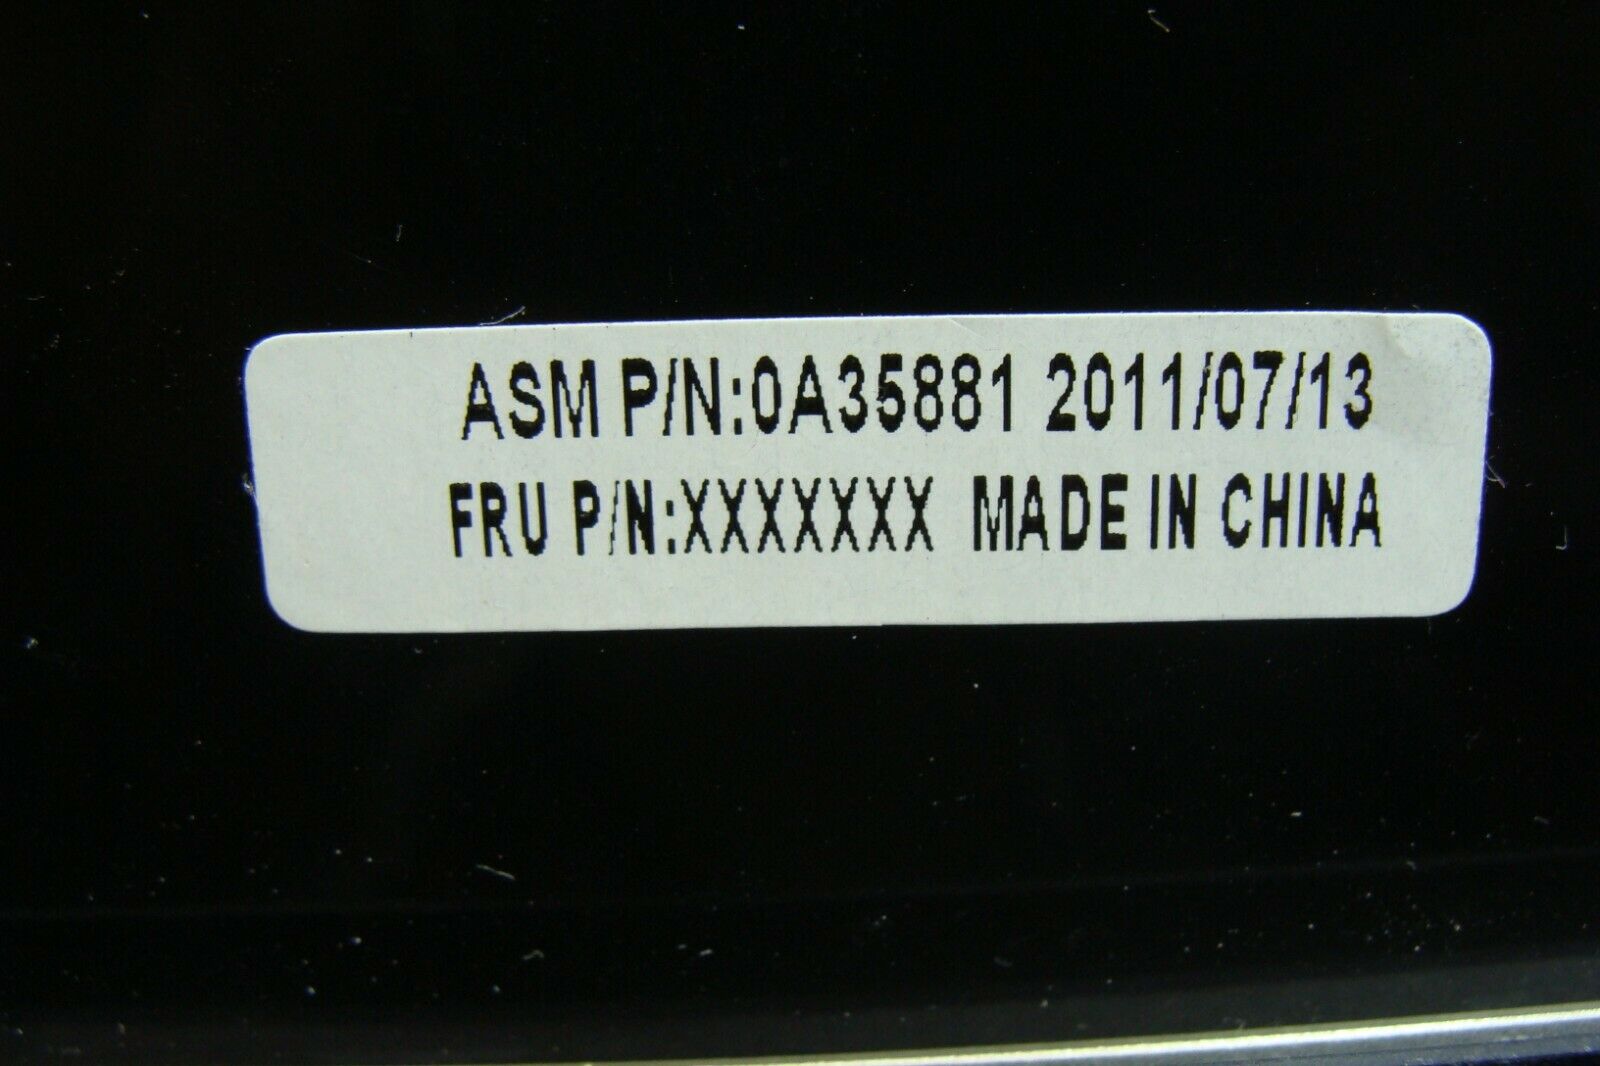 ASM P/N:0A35881 2011/07/13
FRU P/N:XXXXXXX MADE IN CHINA